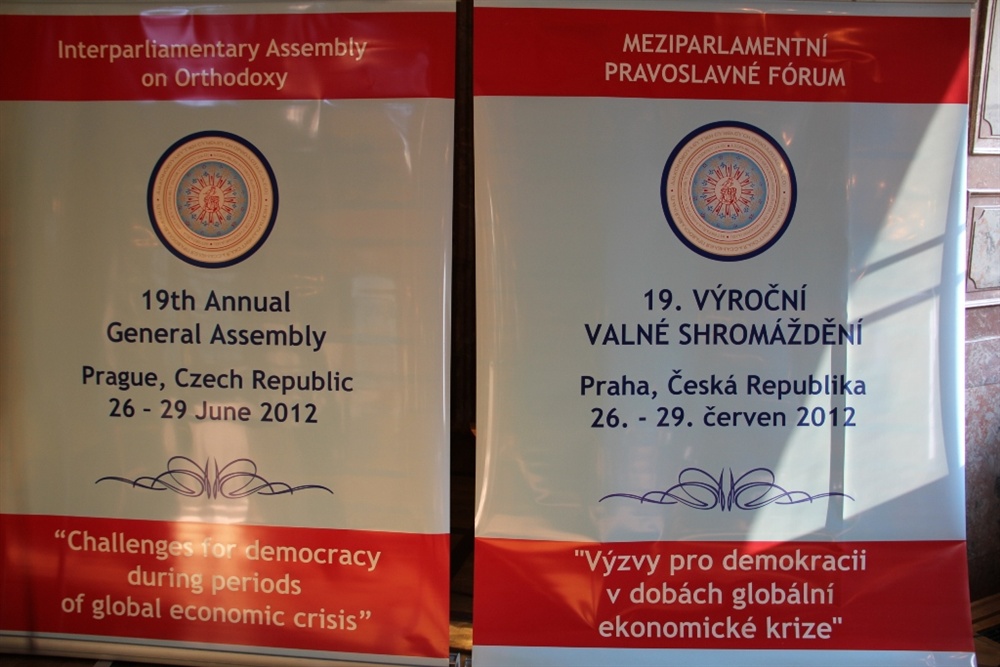 Interparliamentary Assembly
on Orthodoxy
19th Annual
General Assembly
Prague, Czech Republic
26 – 29 June 2012
“Challenges for democracy
during periods
of global economic crisis”
MEZIPARLAMENTNÍ
PRAVOSLAVNÉ FÓRUM
19. VÝROČNÍ
VALNÉ SHROMÁŽDĚNÍ
Praha, Česká Republika
26. - 29. červen 2012
"Výzvy pro demokracii
v dobách globální
ekonomické krize"